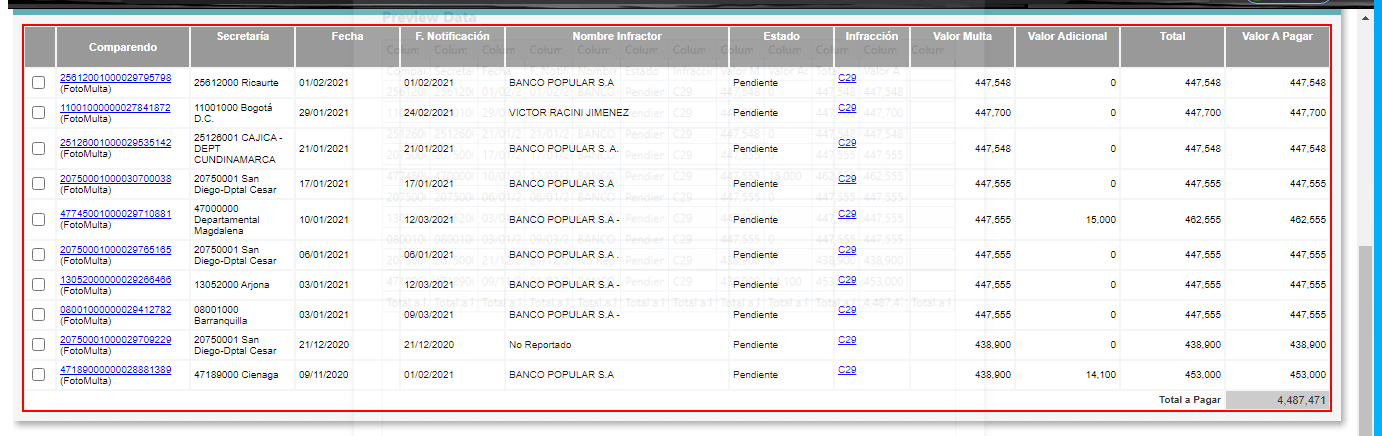 Preview Data
Comparendo Secretaría Fecha F. Notificación Nombre Infractor Estado Infracción Valor Multa Valor Adicional Total Valor A Pagar
25612001000029795798 (FotoMulta) 25612000 Ricaurte 01/02/2021 01/02/2021 BANCO POPULAR S.A Pendiente C29 447,548 0 447,548 447,548
11001000000027841872 (FotoMulta) 11001000 Bogotá D.C. 29/01/2021 24/02/2021 VICTOR RACINI JIMENEZ Pendiente C29 447,700 0 447,700 447,700
25126001000029535142 (FotoMulta) 25126001 CAJICA - DEPT CUNDINAMARCA 21/01/2021 21/01/2021 BANCO POPULAR S. A. Pendiente C29 447,548 0 447,548 447,548
20750001000030700038 (FotoMulta) 20750001 San Diego-Dptal Cesar 17/01/2021 17/01/2021 BANCO POPULAR S.A Pendiente C29 447,555 0 447,555 447,555
47745001000029710881 (FotoMulta) 47000000 Departamental Magdalena 10/01/2021 12/03/2021 BANCO POPULAR S.A - Pendiente C29 447,555 15,000 462,555 462,555
20750001000029765165 (FotoMulta) 20750001 San Diego-Dptal Cesar 06/01/2021 06/01/2021 BANCO POPULAR S.A . Pendiente C29 447,555 0 447,555 447,555
13052000000029266466 (FotoMulta) 13052000 Arjona 03/01/2021 12/03/2021 BANCO POPULAR S.A - Pendiente C29 447,555 0 447,555 447,555
08001000000029412782 (FotoMulta) 08001000 Barranquilla 03/01/2021 09/03/2021 BANCO POPULAR S.A - Pendiente C29 447,555 0 447,555 447,555
20750001000029709229 (FotoMulta) 20750001 San Diego-Dptal Cesar 21/12/2020 21/12/2020 No Reportado Pendiente C29 438,900 0 438,900 438,900
47189000000028881389 (FotoMulta) 47189000 Cienaga 09/11/2020 01/02/2021 BANCO POPULAR S.A Pendiente C29 438,900 14,100 453,000 453,000
Total a Pagar 4,487,471